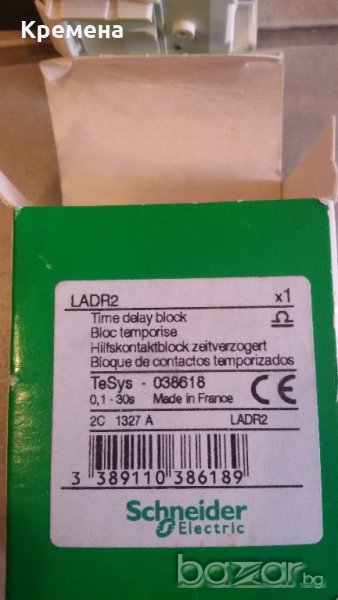 Кремена
LADR2 x1
Time delay block
Bloc temporise
Hilfskontaktblock zeitverzogert
Bloque de contactos temporizados
TeSys - 038618
0,1 - 30s Made in France CE
2C 1327 A LADR2
3 389110 386189
Schneider
Electric
bazar.bg